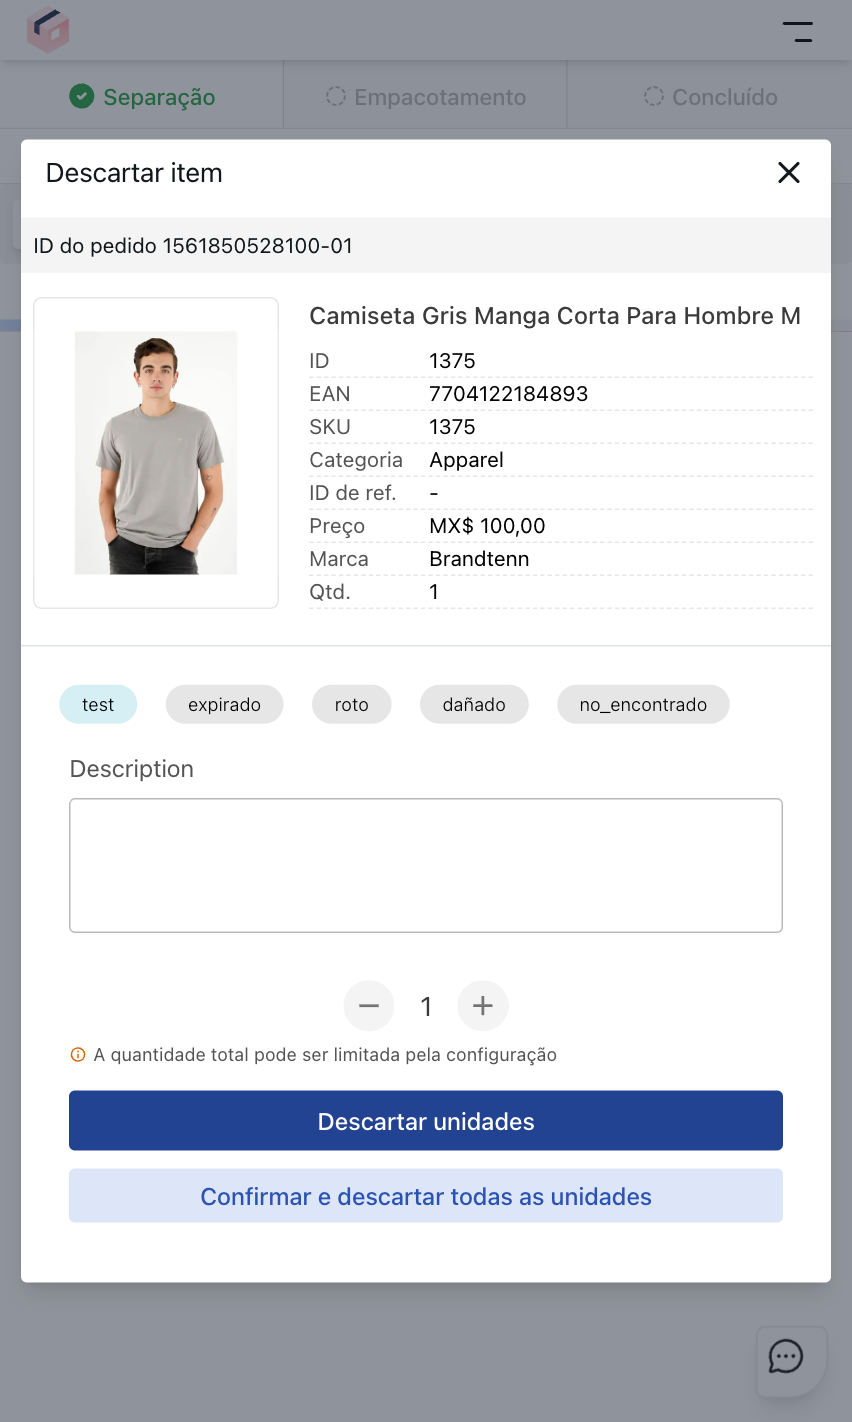 Separação
Empacotamento
Concluído
Descartar item
ID do pedido 1561850528100-01
Camiseta Gris Manga Corta Para Hombre M
ID 1375
EAN 7704122184893
SKU 1375
Categoria Apparel
ID de ref. -
Preço MX$ 100,00
Marca Brandtenn
Qtd. 1
test expirado roto dañado no_encontrado
Description
1
A quantidade total pode ser limitada pela configuração
Descartar unidades
Confirmar e descartar todas as unidades